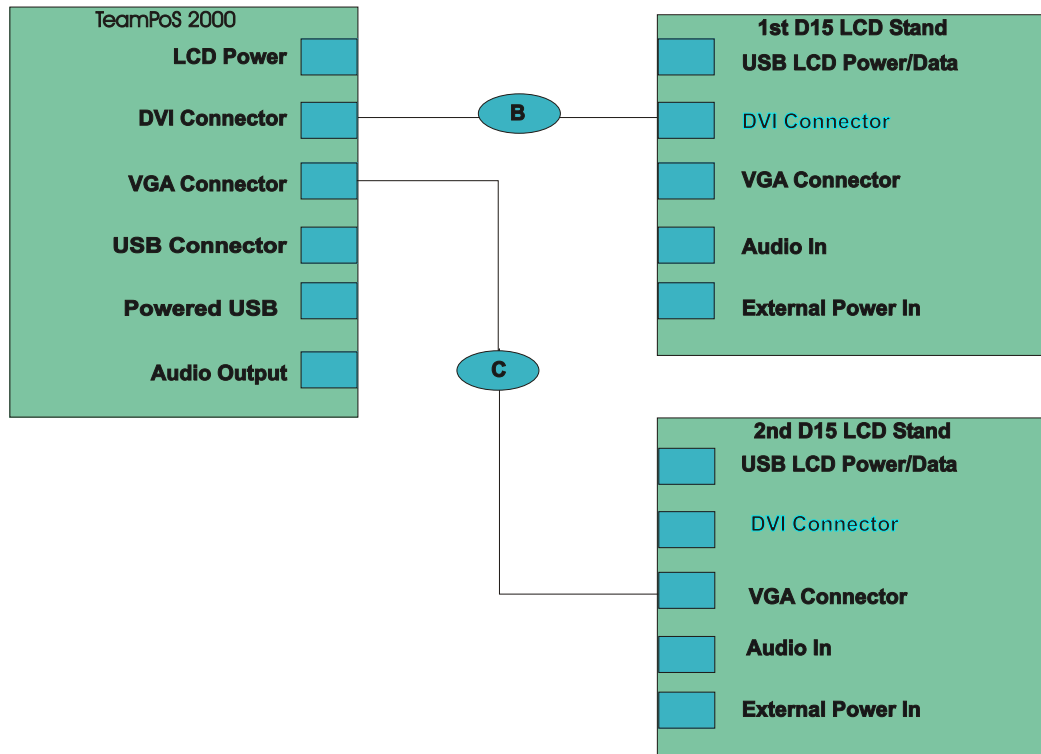 TeamPoS 2000
LCD Power
DVI Connector
VGA Connector
USB Connector
Powered USB
Audio Output
B
C
1st D15 LCD Stand
USB LCD Power/Data
DVI Connector
VGA Connector
Audio In
External Power In
2nd D15 LCD Stand
USB LCD Power/Data
DVI Connector
VGA Connector
Audio In
External Power In